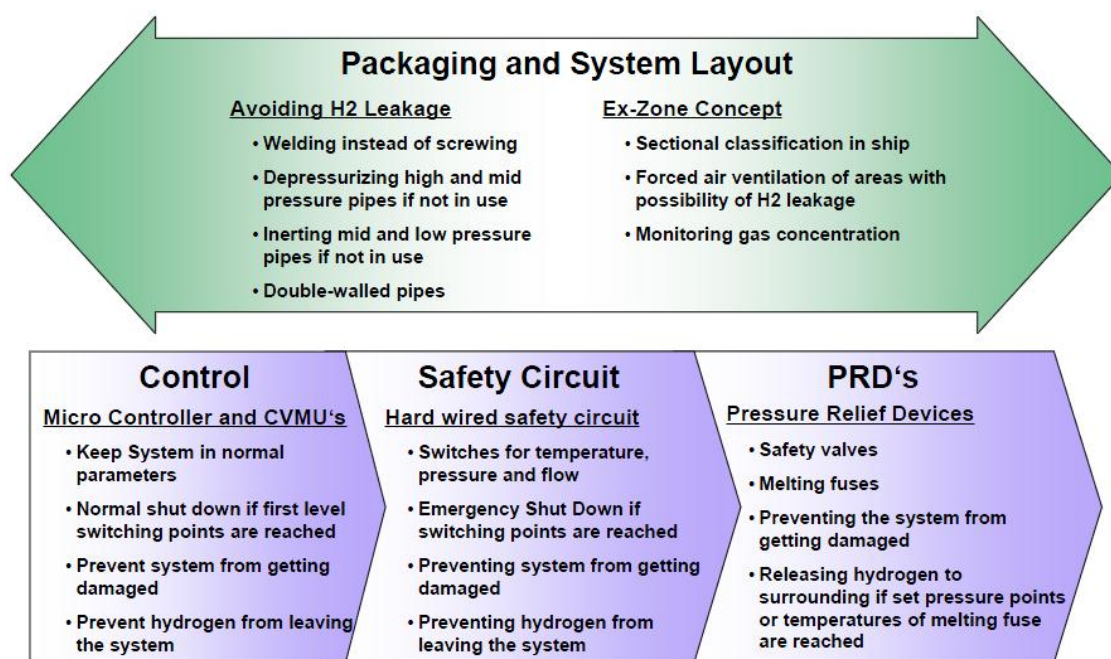 Packaging and System Layout
Avoiding H2 Leakage
• Welding instead of screwing
• Depressurizing high and mid
pressure pipes if not in use
• Inerting mid and low pressure
pipes if not in use
• Double-walled pipes
Ex-Zone Concept
• Sectional classification in ship
• Forced air ventilation of areas with
possibility of H2 leakage
• Monitoring gas concentration
Control
Micro Controller and CVMU‘s
• Keep System in normal
parameters
• Normal shut down if first level
switching points are reached
• Prevent system from getting
damaged
• Prevent hydrogen from leaving
the system
Safety Circuit
Hard wired safety circuit
• Switches for temperature,
pressure and flow
• Emergency Shut Down if
switching points are reached
• Preventing system from getting
damaged
• Preventing hydrogen from
leaving the system
PRD‘s
Pressure Relief Devices
• Safety valves
• Melting fuses
• Preventing the system from
getting damaged
• Releasing hydrogen to
surrounding if set pressure points
or temperatures of melting fuse
are reached